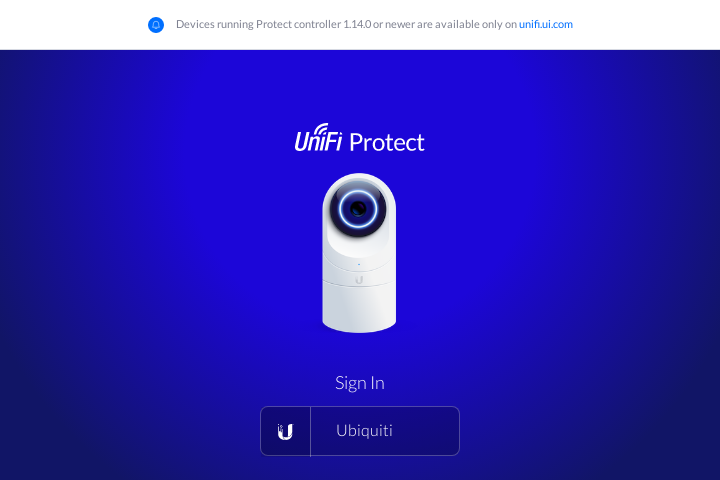 Devices running Protect controller 1.14.0 or newer are available only on unifi.ui.com
UniFi Protect
Sign In
Ubiquiti